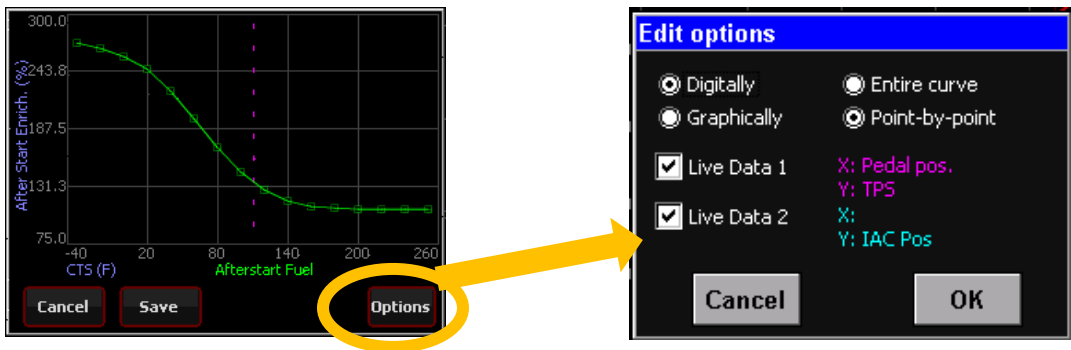 300.0
243.8
187.5
131.3
75.0
After Start Enrich. (%)
-40 20 80 140 200 260
CTS (F) Afterstart Fuel
Cancel Save Options
Edit options
Digitally Entire curve
Graphically Point-by-point
Live Data 1 X: Pedal pos.
Y: TPS
Live Data 2 X:
Y: IAC Pos
Cancel OK